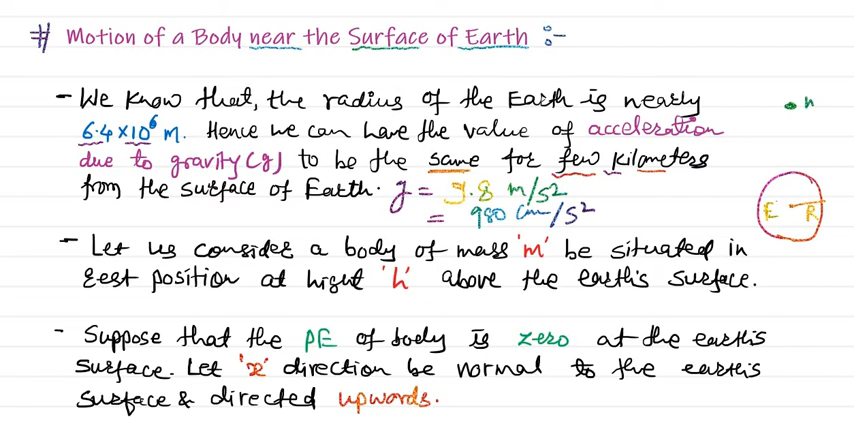 # Motion of a Body near the Surface of Earth :-
- We know that, the radius of the Earth is nearly
6.4×10⁶ m. Hence we can have the value of acceleration
due to gravity (g) to be the same for few kilometers
from the surface of Earth. g = 9.8 m/s²
= 980 cm/s²
h
E R
- Let us consider a body of mass 'm' be situated in
rest position at hight 'h' above the earth's surface.
- Suppose that the PE of body is zero at the earth's
surface. Let 'x' direction be normal to the earth's
surface & directed upwards.